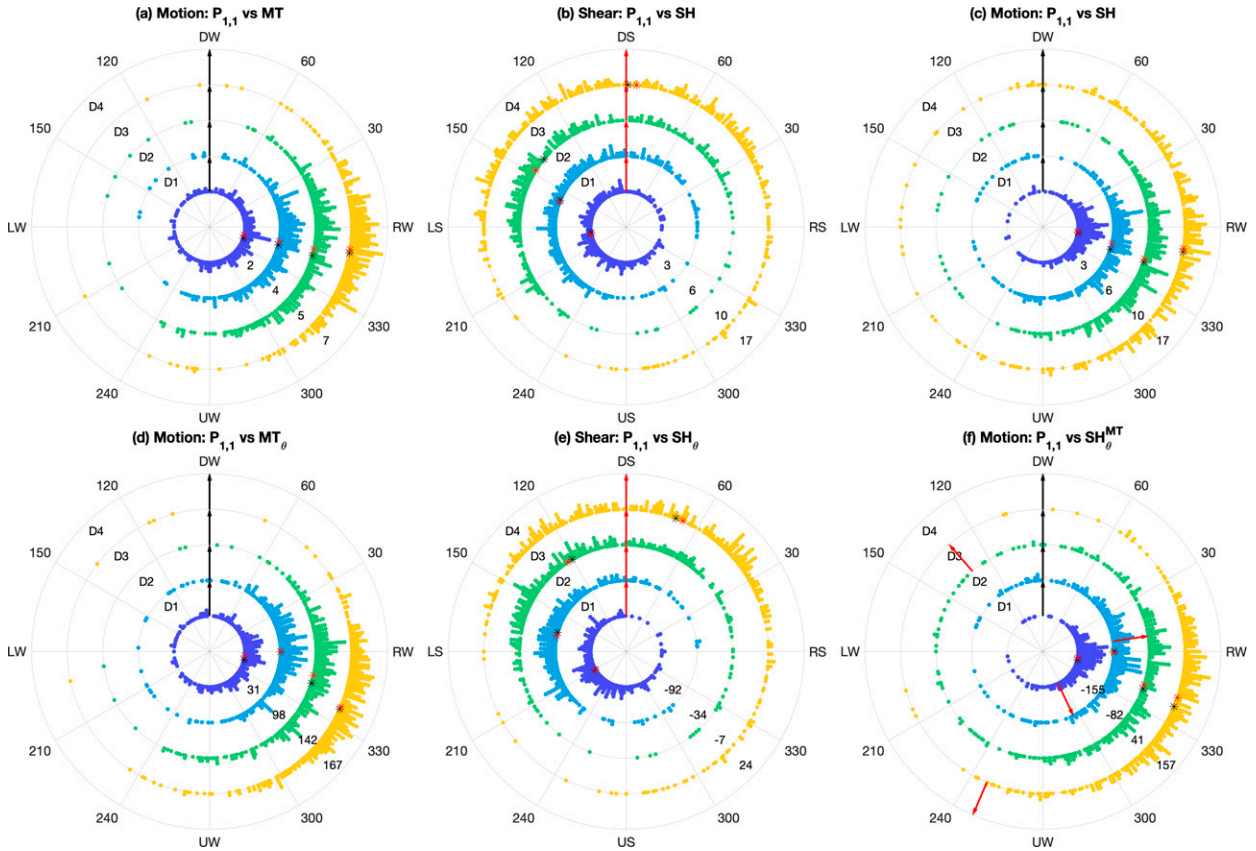 (a) Motion: P1,1 vs MT
DW
120 60
D4
150 D3 30
D2
D1
LW RW
2
4
210 5 330
7
240 300
UW
(b) Shear: P1,1 vs SH
DS
120 60
D4
150 D3 30
D2
D1
LS RS
3
6
210 10 330
17
240 300
US
(c) Motion: P1,1 vs SH
DW
120 60
D4
150 D3 30
D2
D1
LW RW
3
6
210 10 330
17
240 300
UW
(d) Motion: P1,1 vs MTθ
DW
120 60
D4
150 D3 30
D2
D1
LW RW
31
98
210 142 330
167
240 300
UW
(e) Shear: P1,1 vs SHθ
DS
120 60
D4
150 D3 30
D2
D1
LS RS
-92
-34
210 -7 330
24
240 300
US
(f) Motion: P1,1 vs SHθMT
DW
120 60
D4
150 D3 30
D2
D1
LW RW
-155
-82
210 41 330
157
240 300
UW